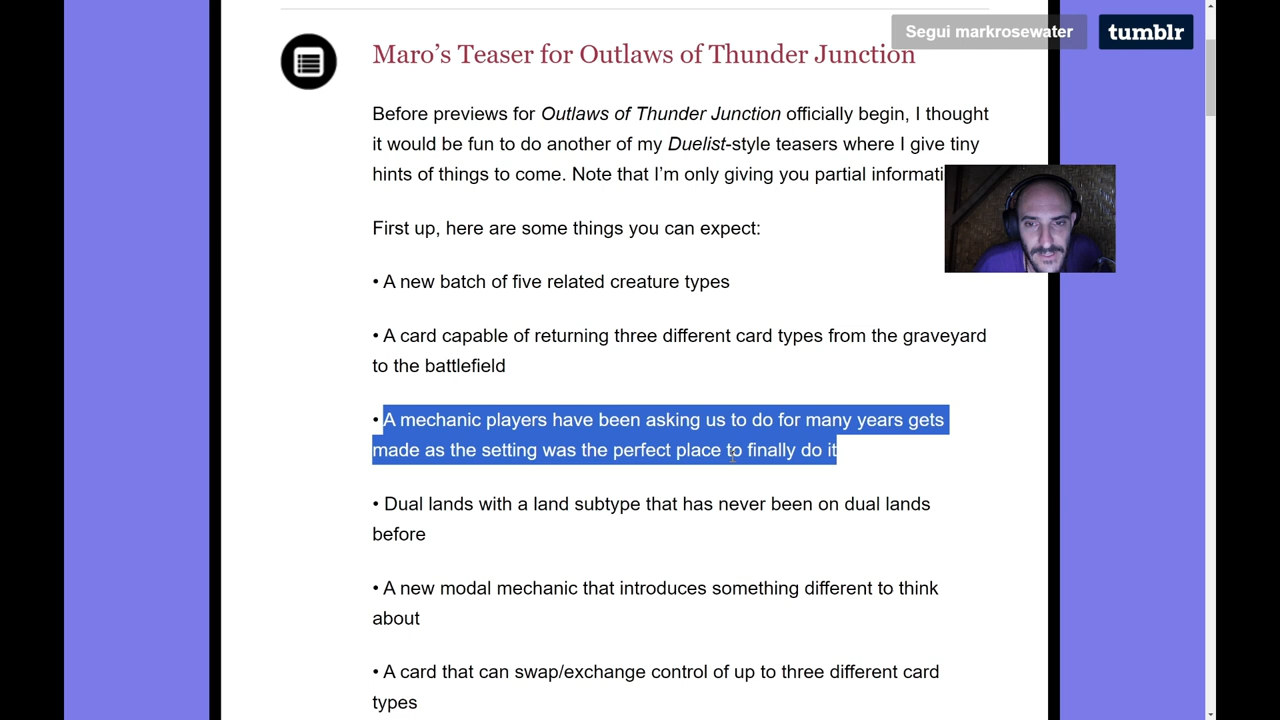 Segui markrosewater
tumblr
Maro’s Teaser for Outlaws of Thunder Junction
Before previews for Outlaws of Thunder Junction officially begin, I thought
it would be fun to do another of my Duelist-style teasers where I give tiny
hints of things to come. Note that I’m only giving you partial informati
First up, here are some things you can expect:
• A new batch of five related creature types
• A card capable of returning three different card types from the graveyard
to the battlefield
• A mechanic players have been asking us to do for many years gets
made as the setting was the perfect place to finally do it
• Dual lands with a land subtype that has never been on dual lands
before
• A new modal mechanic that introduces something different to think
about
• A card that can swap/exchange control of up to three different card
types